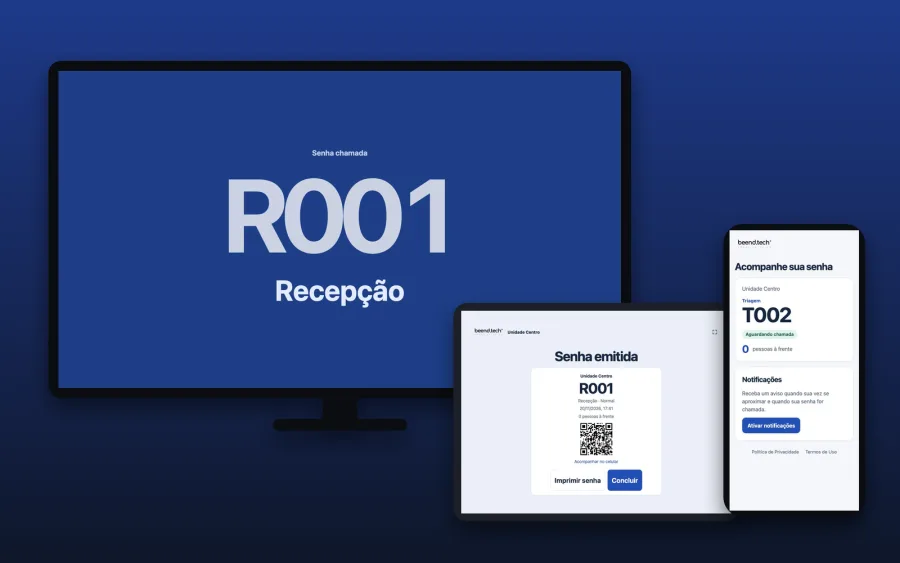 Senha chamada
R001
Recepção
beend.tech
Unidade Centro
Senha emitida
Unidade Centro
R001
Recepção · Normal
0 pessoas à frente
Acompanhar no celular
Imprimir senha
Concluir
beend.tech
Acompanhe sua senha
Unidade Centro
Triagem
T002
Aguardando chamada
0 pessoas à frente
Notificações
Receba um aviso quando sua vez se
aproximar e quando sua senha for
chamada.
Ativar notificações
Política de Privacidade Termos de Uso